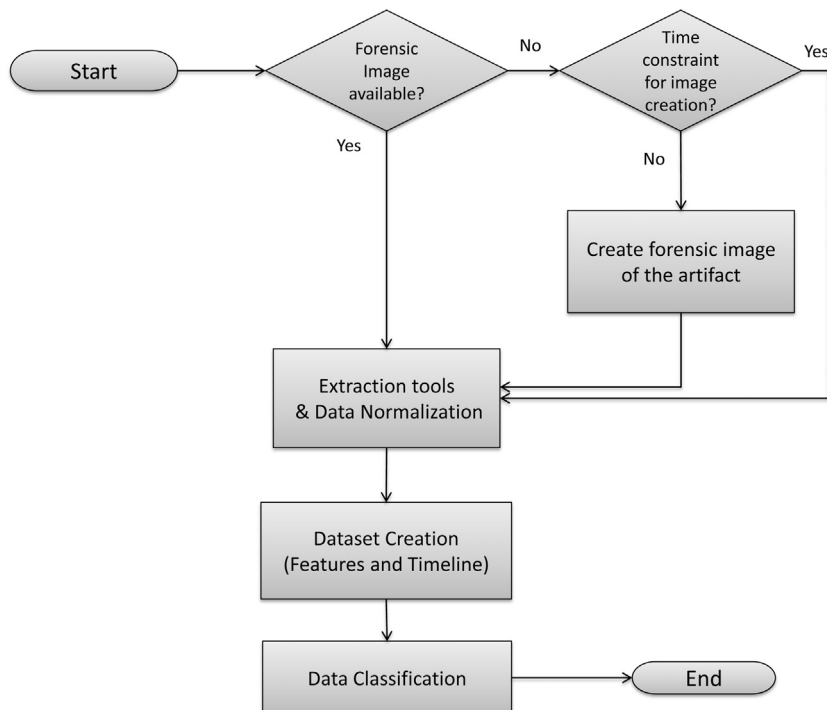 Start
Forensic
Image
available?
No
Time
constraint
for image
creation?
Yes
Yes
No
Create forensic image
of the artifact
Extraction tools
& Data Normalization
Dataset Creation
(Features and Timeline)
Data Classification
End